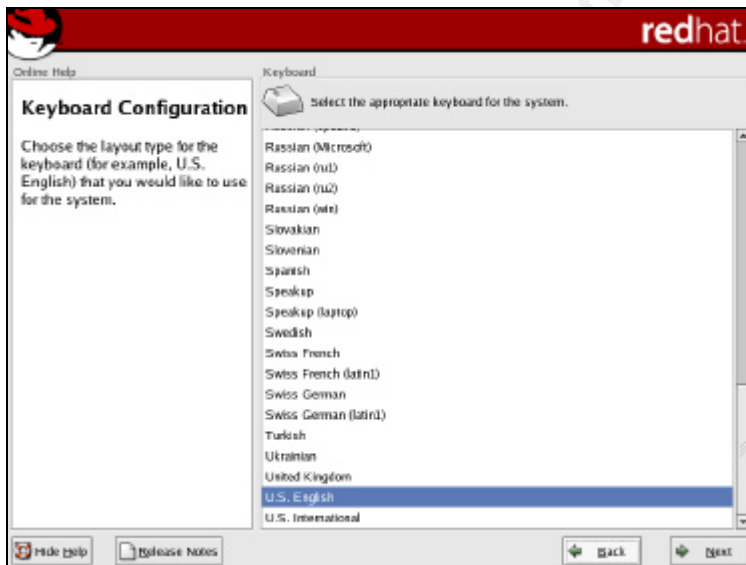 redhat.
Online Help
Keyboard Configuration
Choose the layout type for the
keyboard (for example, U.S.
English) that you would like to use
for the system.
Keyboard
Select the appropriate keyboard for the system.
Russian (Microsoft)
Russian (ru1)
Russian (ru2)
Russian (win)
Slovakian
Slovenian
Spanish
Speakup
Speakup (laptop)
Swedish
Swiss French
Swiss French (latin1)
Swiss German
Swiss German (latin1)
Turkish
Ukrainian
United Kingdom
U.S. English
U.S. International
Hide Help
Release Notes
Back
Next